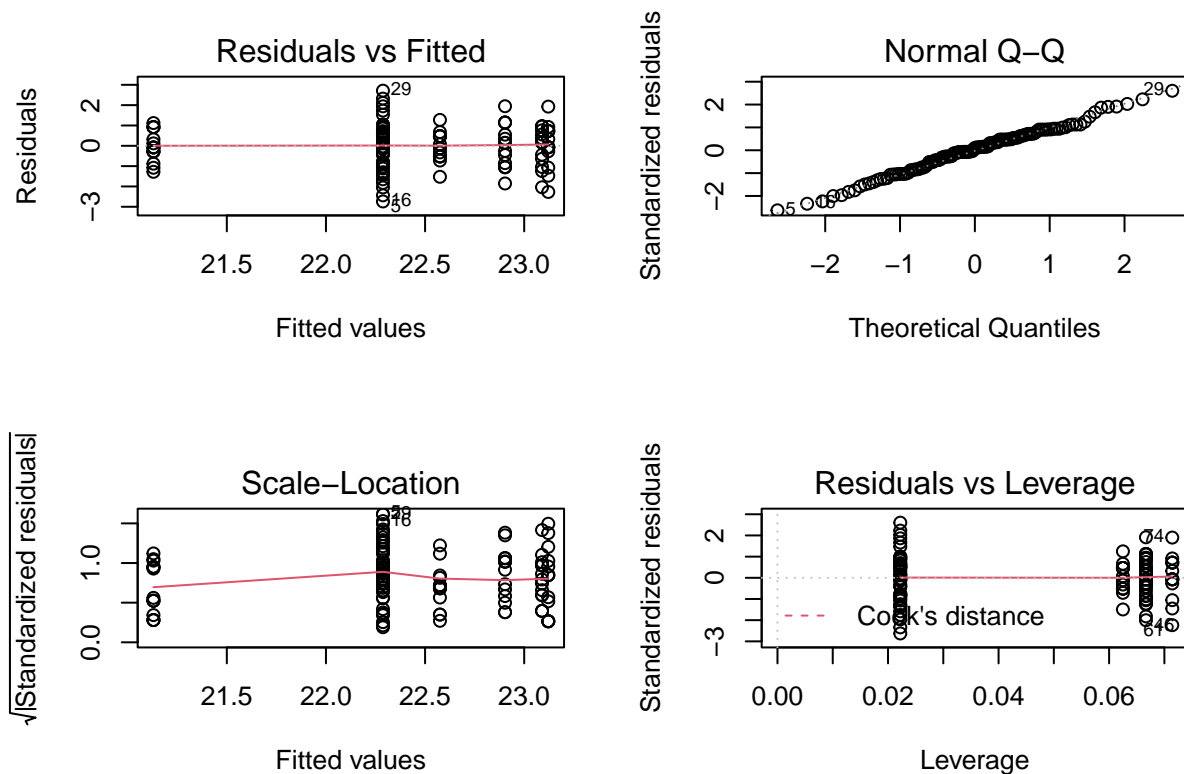 Residuals vs Fitted
Residuals
2
0
−3
29
16
5
21.5 22.0 22.5 23.0
Fitted values
Normal Q−Q
Standardized residuals
2
0
−2
29
5
−2 −1 0 1 2
Theoretical Quantiles
Scale−Location
√|Standardized residuals|
1.0
0.0
29
16
21.5 22.0 22.5 23.0
Fitted values
Residuals vs Leverage
Standardized residuals
2
0
−3
74
Cook's distance
146
61
0.00 0.02 0.04 0.06
Leverage